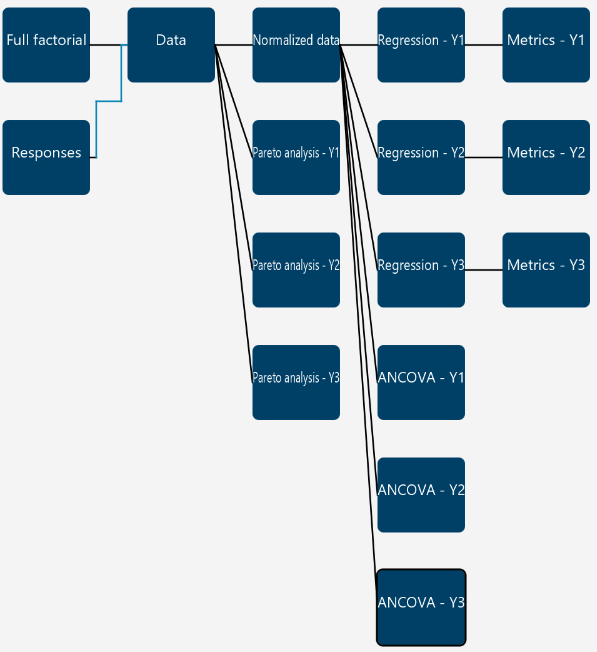 Full factorial
Data
Normalized data
Regression - Y1
Metrics - Y1
Responses
Pareto analysis - Y1
Regression - Y2
Metrics - Y2
Pareto analysis - Y2
Regression - Y3
Metrics - Y3
Pareto analysis - Y3
ANCOVA - Y1
ANCOVA - Y2
ANCOVA - Y3